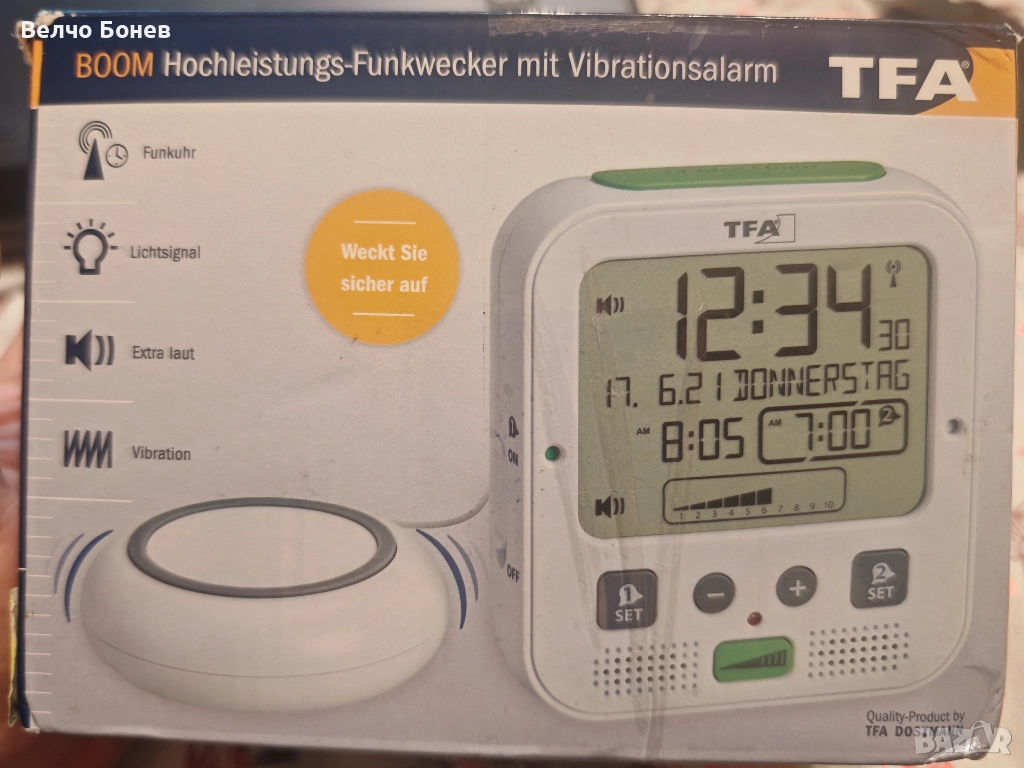 Велчо Бонев
BOOM Hochleistungs-Funkwecker mit Vibrationsalarm
TFA®
Funkuhr
Lichtsignal
Extra laut
Vibration
Weckt Sie
sicher auf
TFA
12:34 30
17. 6.21 DONNERSTAG
AM 8:05 AM 7:00 2
1 2 3 4 5 6 7 8 9 10
1
ON
OFF
1 SET
− +
2 SET
Quality-Product by
TFA DOSTMANN
BAZAR